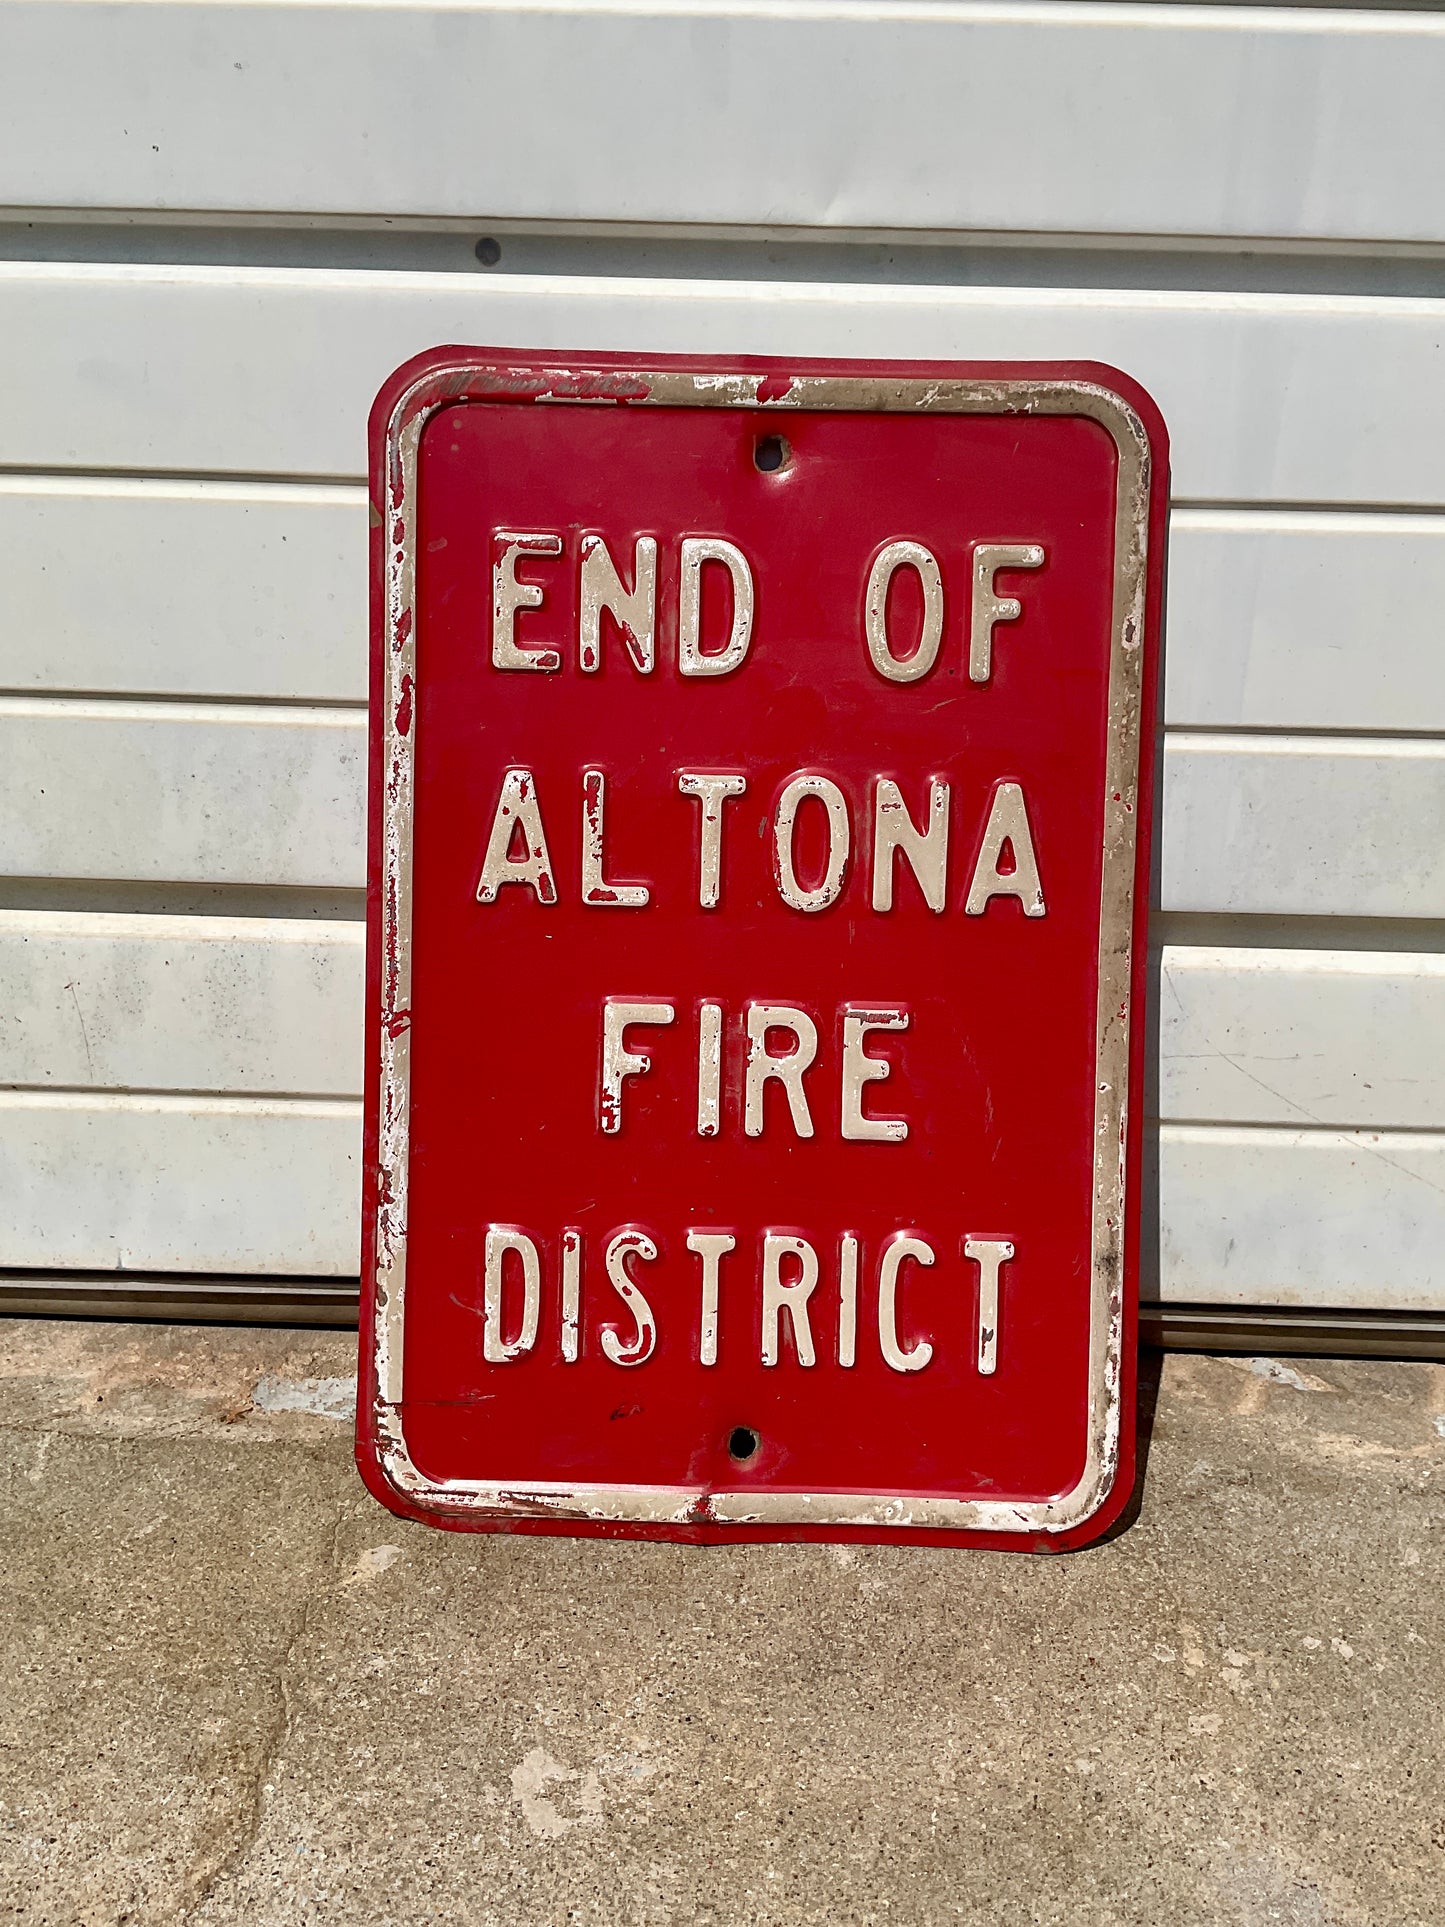 END OF
ALTONA
FIRE
DISTRICT